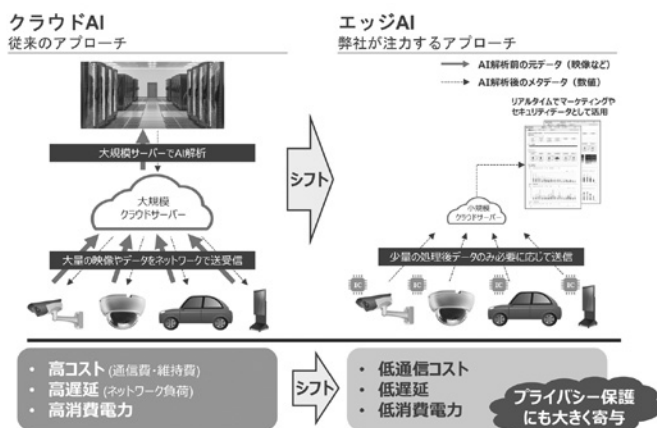 クラウドAI
従来のアプローチ
大規模サーバーでAI解析
大規模
クラウドサーバー
大量の映像やデータをネットワークで送受信
シフト
エッジAI
弊社が注力するアプローチ
AI解析前の元データ（映像など）
AI解析後のメタデータ（数値）
リアルタイムでマーケティングや
セキュリティデータとして活用
小規模
クラウドサーバー
少量の処理後データのみ必要に応じて送信
IC
IC
IC
IC
・ 高コスト (通信費・維持費)
・ 高遅延 (ネットワーク負荷)
・ 高消費電力
シフト
・ 低通信コスト
・ 低遅延
・ 低消費電力
プライバシー保護
にも大きく寄与